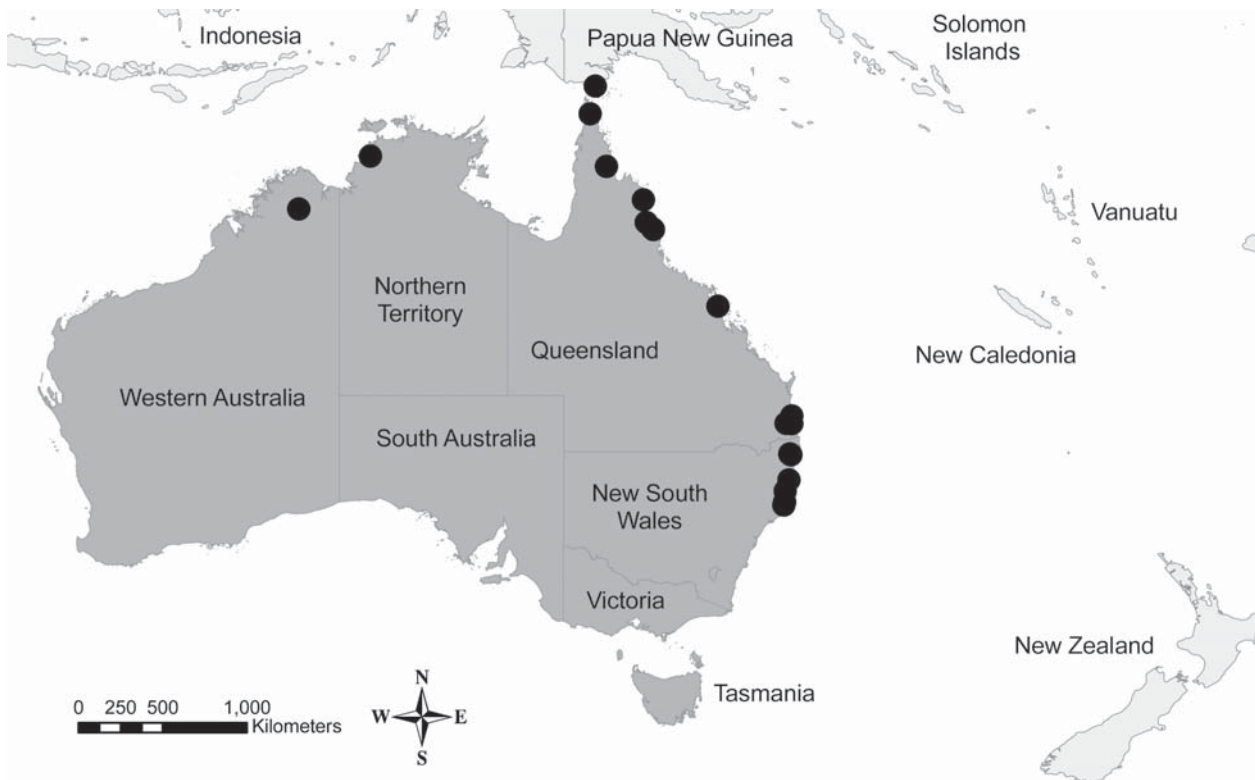 Indonesia
Papua New Guinea
Solomon
Islands
Vanuatu
Northern
Territory
Queensland
New Caledonia
Western Australia
South Australia
New South
Wales
Victoria
New Zealand
Tasmania
0 250 500 1,000
Kilometers
N
W E
S